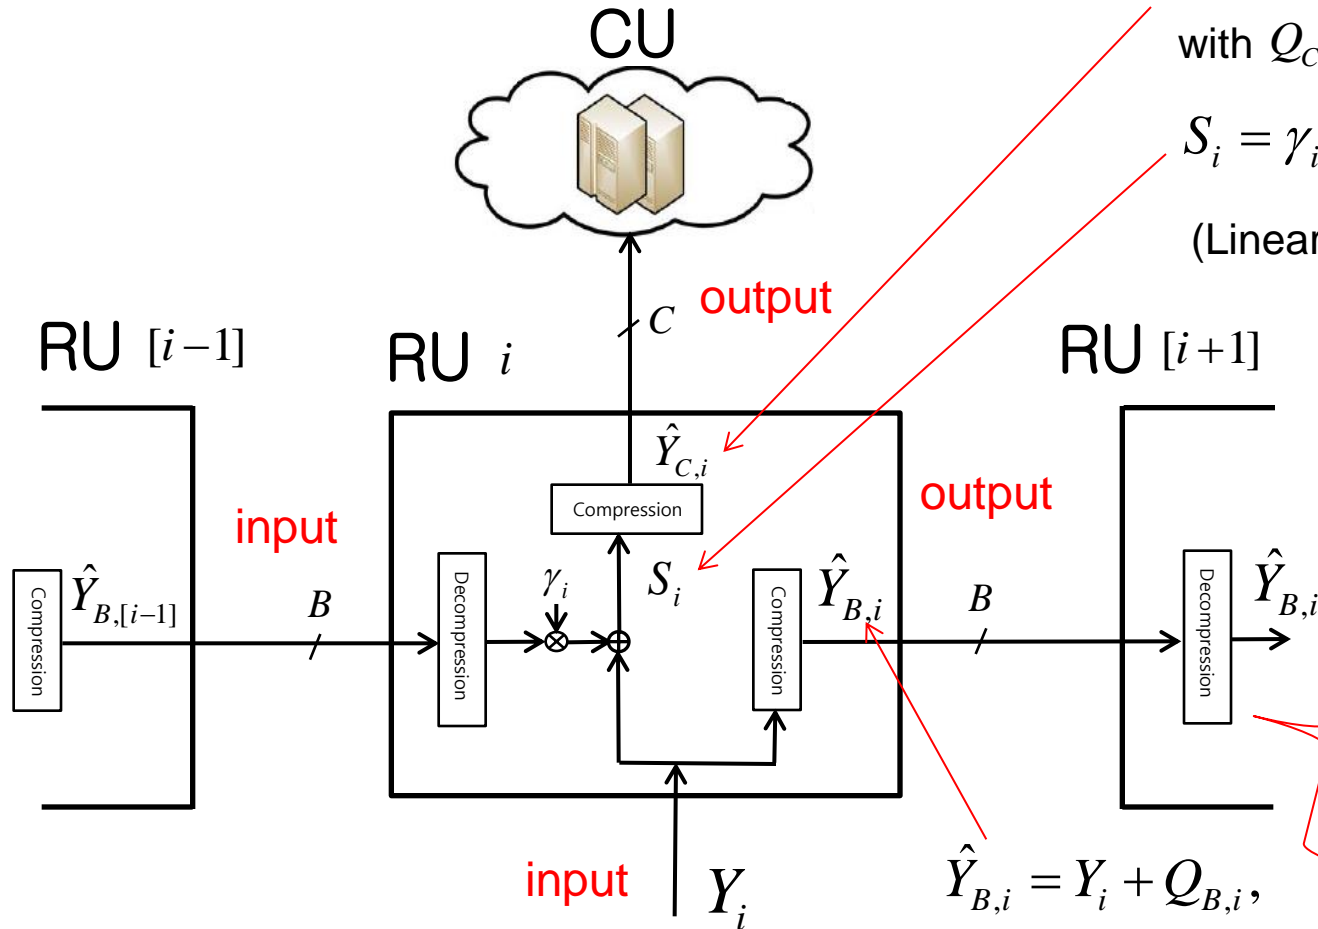 CU
with Q_C
S_i = γ_i
(Linear
output
C
RU [i−1]
RU i
RU [i+1]
Ŷ_{C,i}
Compression
output
input
Compression
Ŷ_{B,[i−1]}
B
Decompression
γ_i
S_i
Compression
Ŷ_{B,i}
B
Decompression
Ŷ_{B,i}
input
Y_i
Ŷ_{B,i} = Y_i + Q_{B,i},